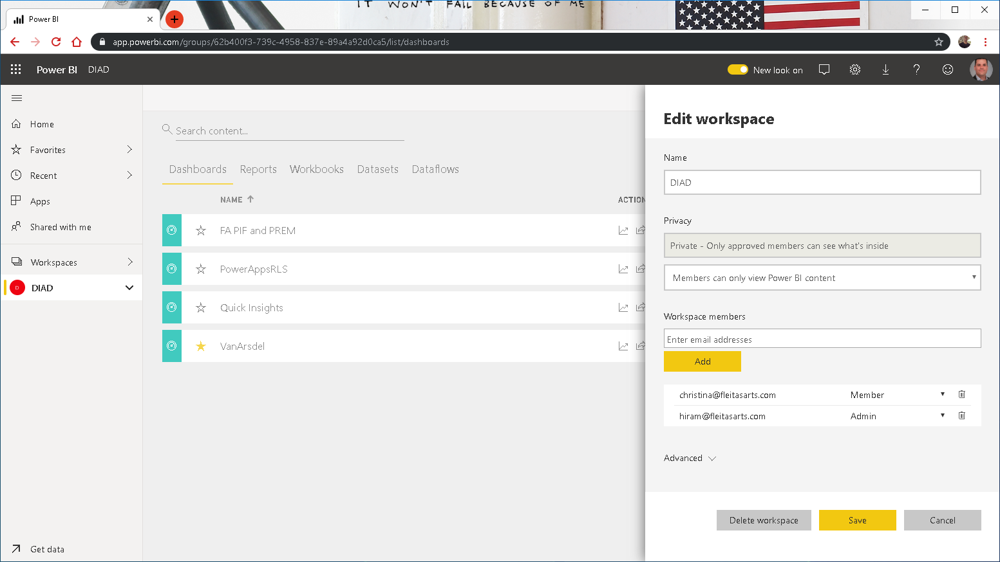 IT WON'T FAIL BECAUSE OF ME
Power BI
app.powerbi.com/groups/62b400f3-739c-4958-837e-89a4a92d0ca5/list/dashboards
Power BI DIAD
New look on
Home
Favorites
Recent
Apps
Shared with me
Workspaces
D DIAD
Get data
Search content...
Dashboards Reports Workbooks Datasets Dataflows
NAME ACTION
FA PIF and PREM
PowerAppsRLS
Quick Insights
VanArsdel
Edit workspace
Name
DIAD
Privacy
Private - Only approved members can see what's inside
Members can only view Power BI content
Workspace members
Enter email addresses
Add
christina@fleitasarts.com Member
hiram@fleitasarts.com Admin
Advanced
Delete workspace Save Cancel